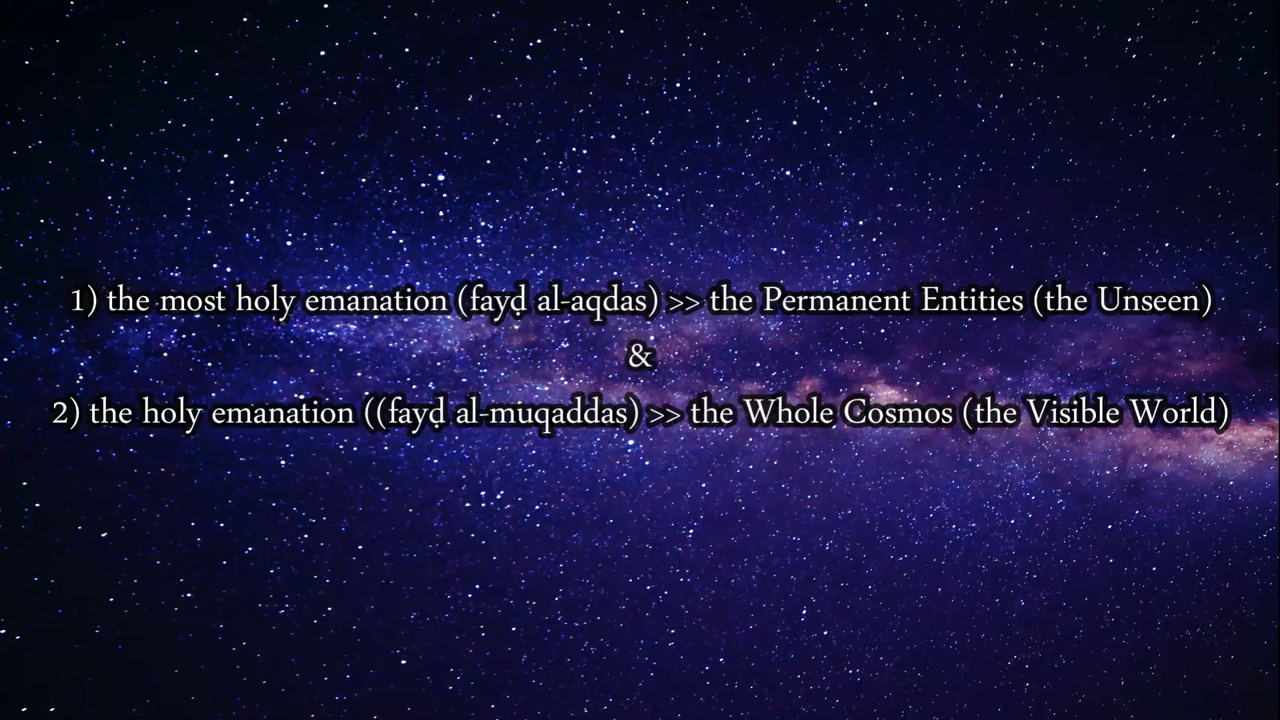 1) the most holy emanation (fayḍ al-aqdas) >> the Permanent Entities (the Unseen)
&
2) the holy emanation ((fayḍ al-muqaddas) >> the Whole Cosmos (the Visible World)